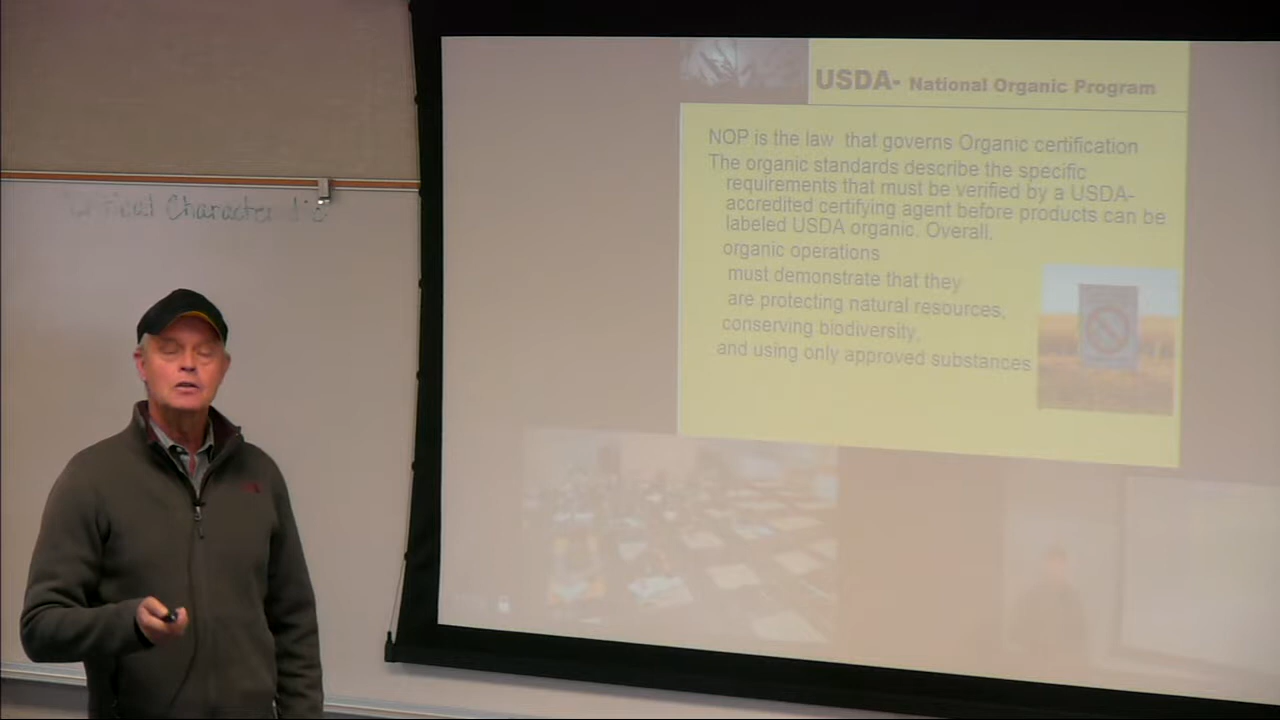 Critical Characteristic
USDA- National Organic Program
NOP is the law that governs Organic certification
The organic standards describe the specific
requirements that must be verified by a USDA-
accredited certifying agent before products can be
labeled USDA organic. Overall,
organic operations
must demonstrate that they
are protecting natural resources,
conserving biodiversity,
and using only approved substances